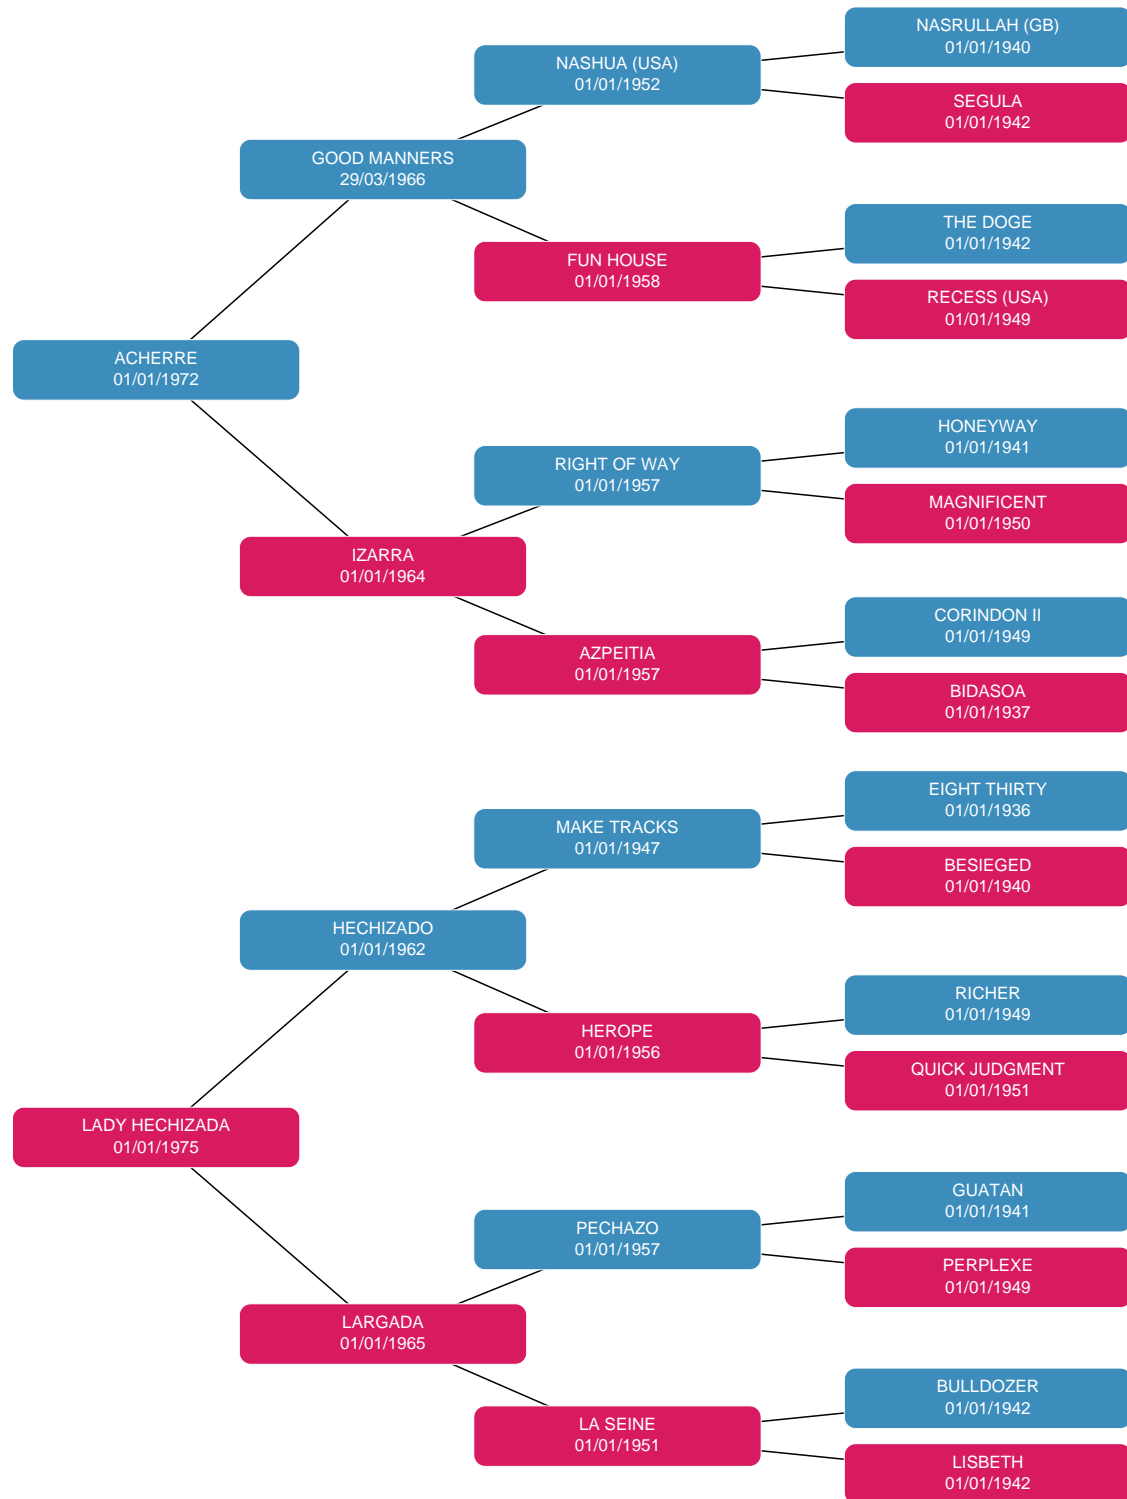 NASRULLAH (GB)
01/01/1940
NASHUA (USA)
01/01/1952
SEGULA
01/01/1942
GOOD MANNERS
29/03/1966
THE DOGE
01/01/1942
FUN HOUSE
01/01/1958
RECESS (USA)
01/01/1949
ACHERRE
01/01/1972
HONEYWAY
01/01/1941
RIGHT OF WAY
01/01/1957
MAGNIFICENT
01/01/1950
IZARRA
01/01/1964
CORINDON II
01/01/1949
AZPEITIA
01/01/1957
BIDASOA
01/01/1937
EIGHT THIRTY
01/01/1936
MAKE TRACKS
01/01/1947
BESIEGED
01/01/1940
HECHIZADO
01/01/1962
RICHER
01/01/1949
HEROPE
01/01/1956
QUICK JUDGMENT
01/01/1951
LADY HECHIZADA
01/01/1975
GUATAN
01/01/1941
PECHAZO
01/01/1957
PERPLEXE
01/01/1949
LARGADA
01/01/1965
BULLDOZER
01/01/1942
LA SEINE
01/01/1951
LISBETH
01/01/1942